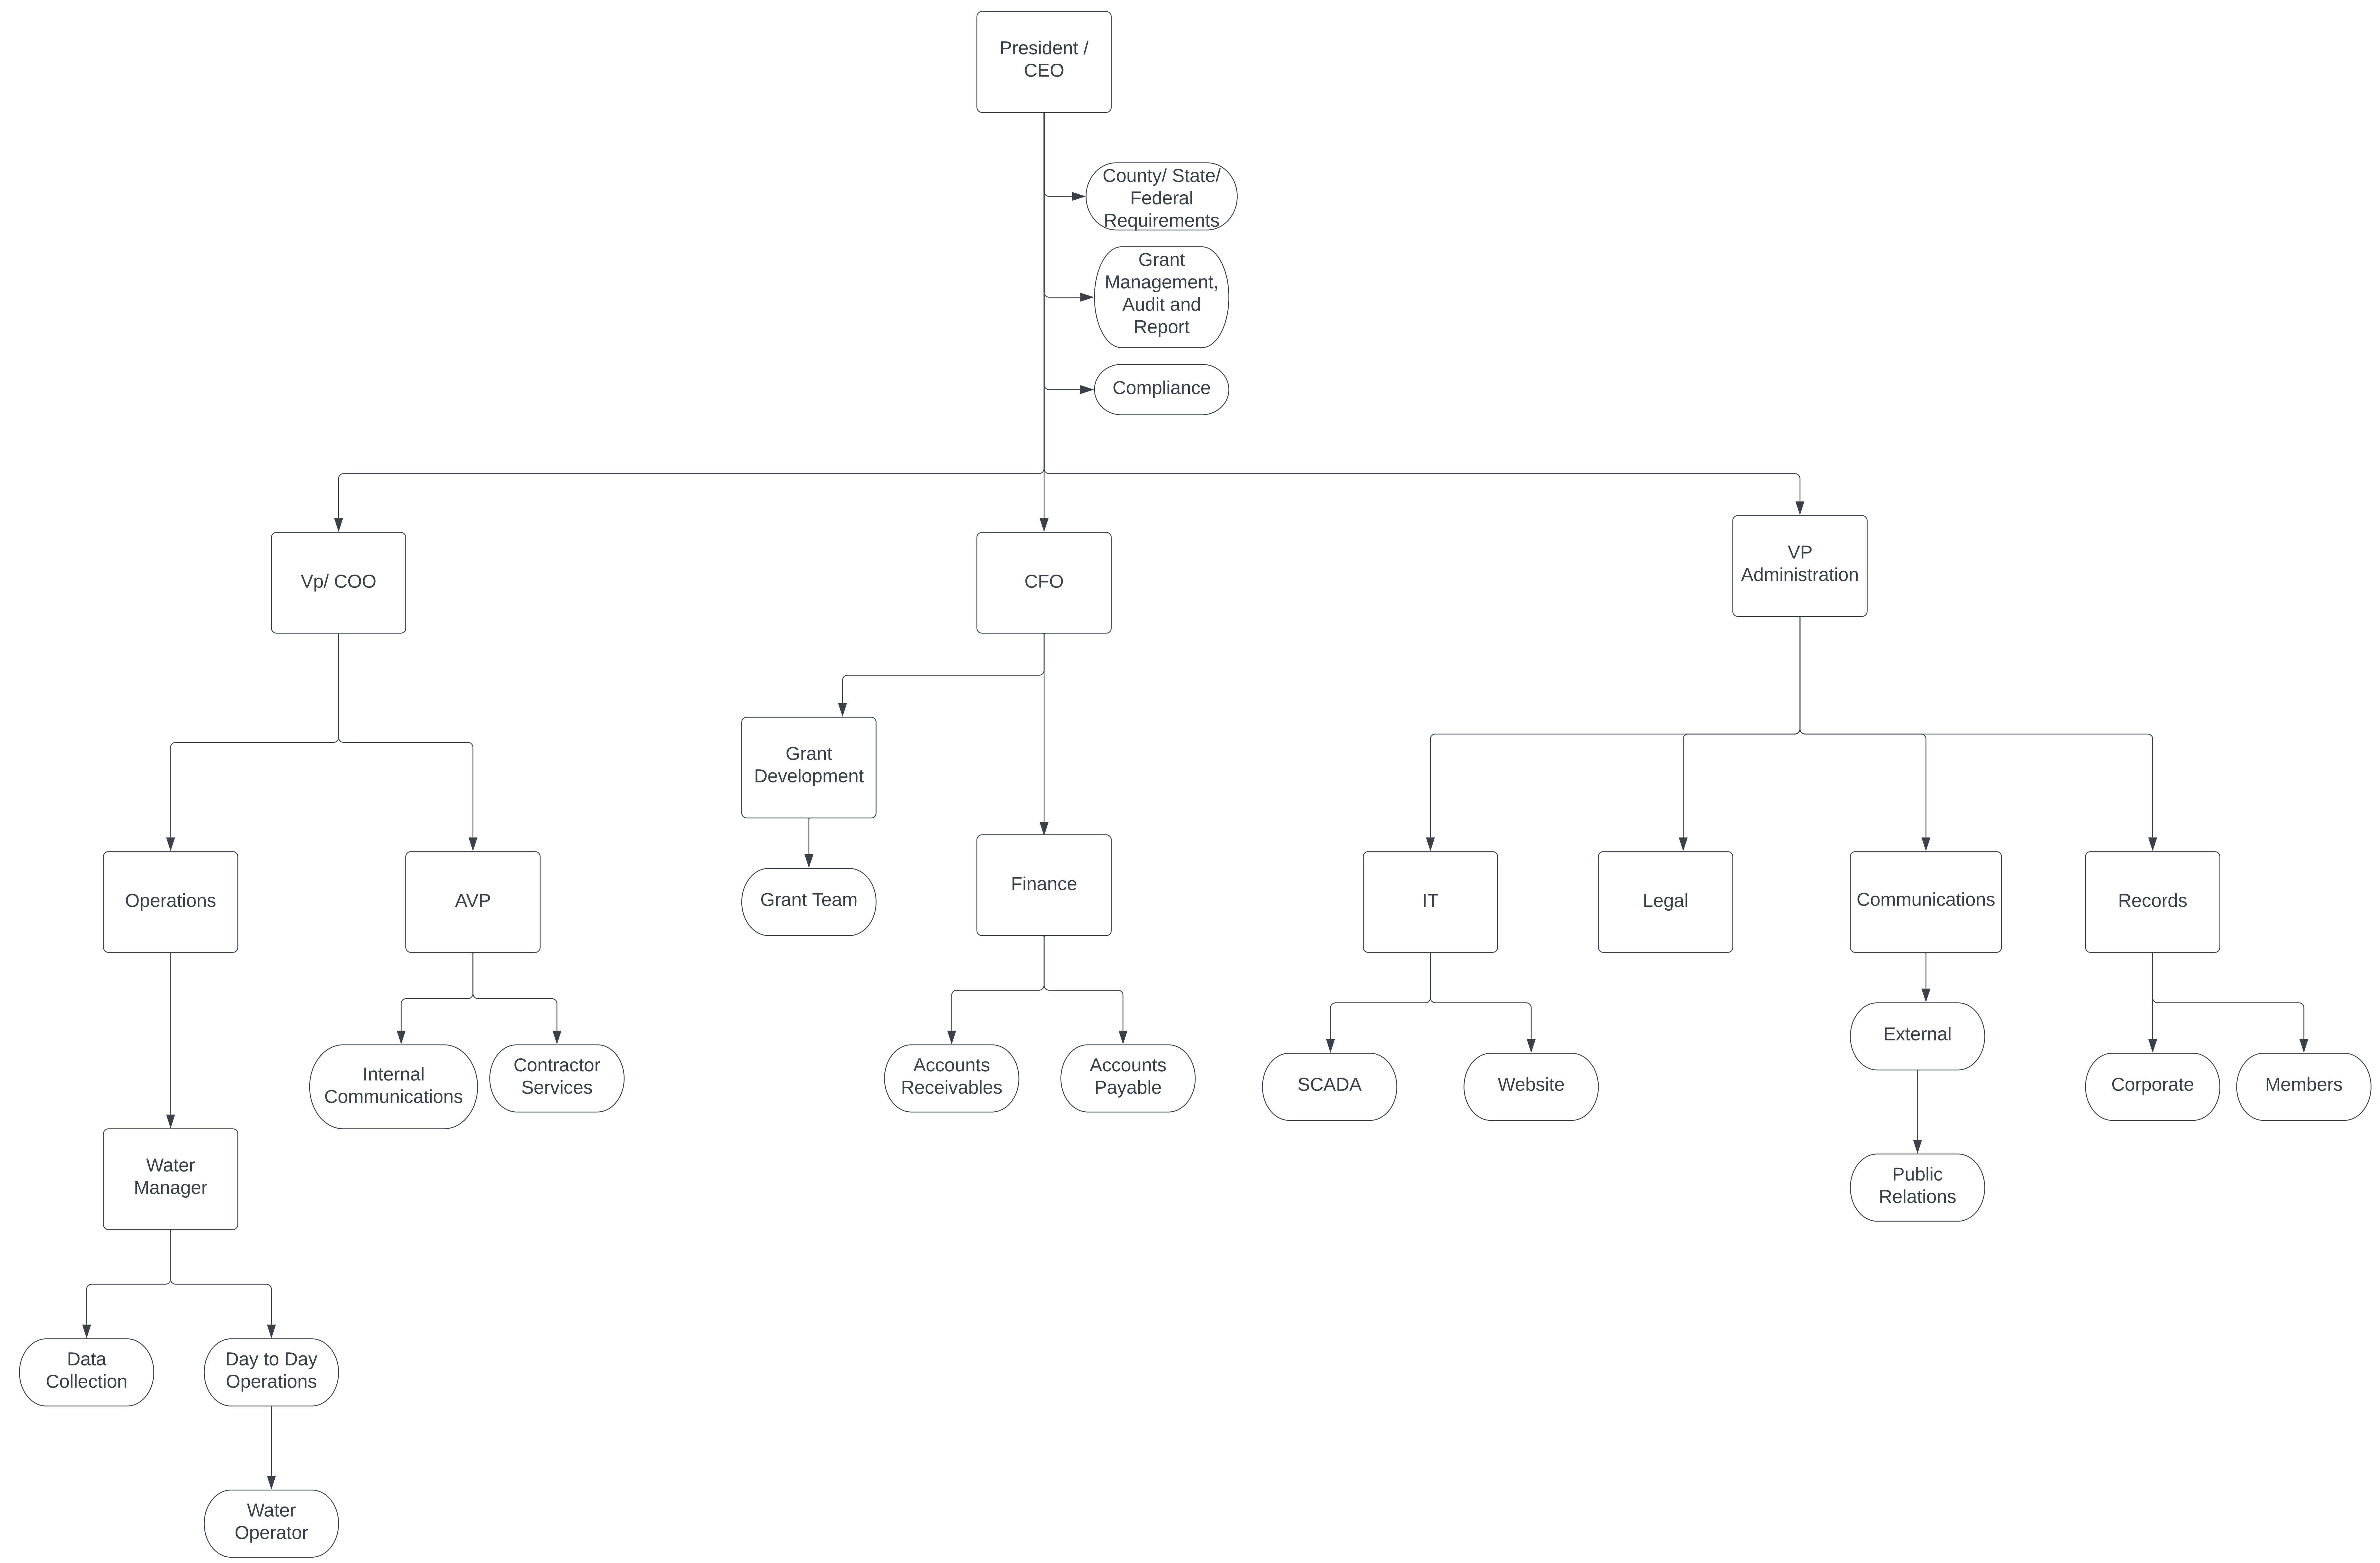 President /
CEO
County/ State/
Federal
Requirements
Grant
Management,
Audit and
Report
Compliance
Vp/ COO
CFO
VP
Administration
Grant
Development
Operations
AVP
Grant Team
Finance
IT
Legal
Communications
Records
Internal
Communications
Contractor
Services
Accounts
Receivables
Accounts
Payable
SCADA
Website
External
Corporate
Members
Water
Manager
Public
Relations
Data
Collection
Day to Day
Operations
Water
Operator